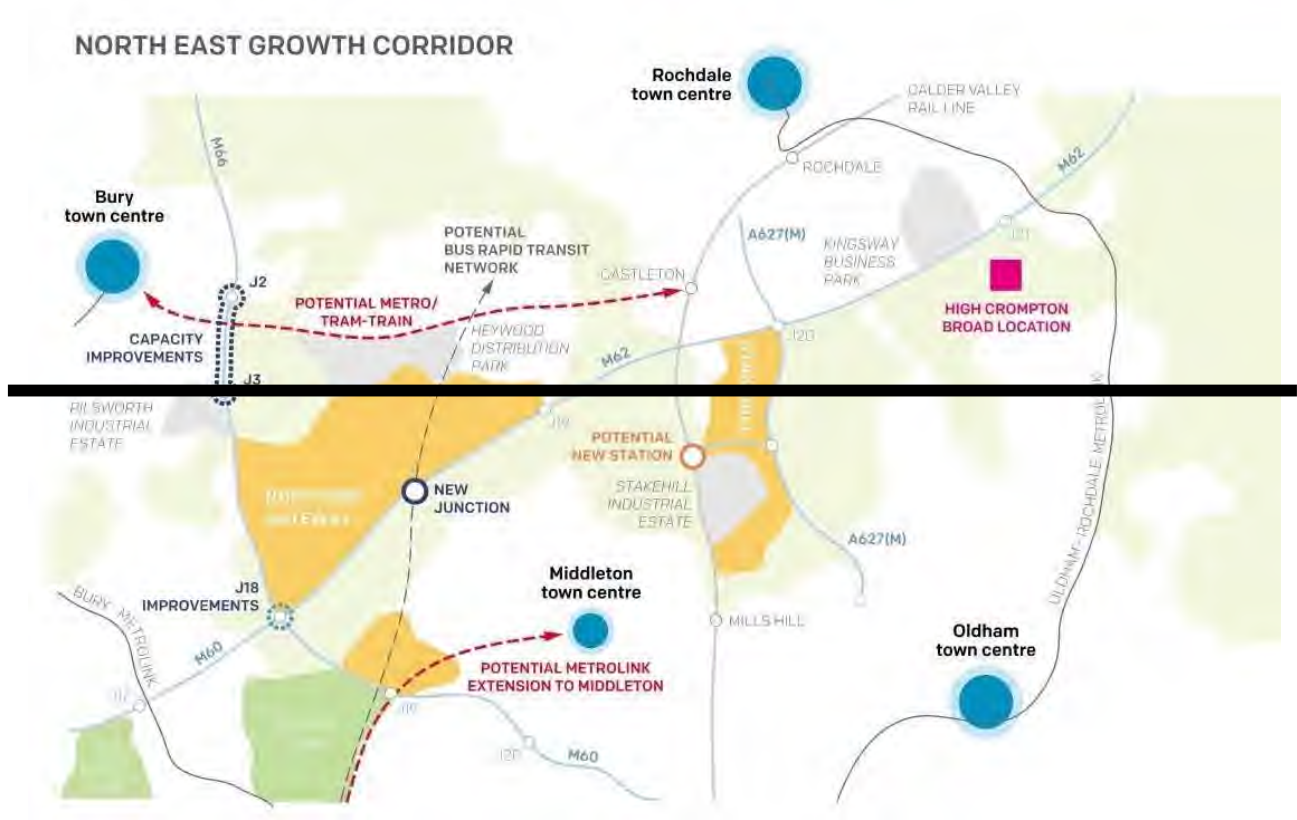 NORTH EAST GROWTH CORRIDOR
Rochdale
town centre
CALDER VALLEY
RAIL LINE
M66
ROCHDALE
M62
Bury
town centre
POTENTIAL
BUS RAPID TRANSIT
NETWORK
A627(M)
KINGSWAY
BUSINESS
PARK
J21
CASTLETON
J2
POTENTIAL METRO/
TRAM-TRAIN
HIGH CROMPTON
BROAD LOCATION
CAPACITY
IMPROVEMENTS
HEYWOOD
DISTRIBUTION
PARK
M62
J20
J3
PILSWORTH
INDUSTRIAL
ESTATE
J19
POTENTIAL
NEW STATION
NEW
JUNCTION
STAKEHILL
INDUSTRIAL
ESTATE
OLDHAM - ROCHDALE METROLINK
A627(M)
J18
IMPROVEMENTS
Middleton
town centre
BURY METROLINK
MILLS HILL
M60
Oldham
town centre
POTENTIAL METROLINK
EXTENSION TO MIDDLETON
J17
J19
J20
M60